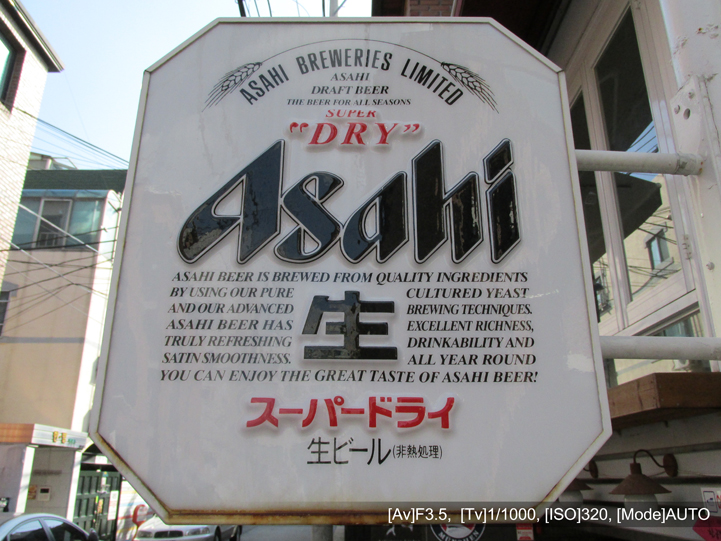 ASAHI BREWERIES LIMITED
ASAHI
DRAFT BEER
THE BEER FOR ALL SEASONS
SUPER
"DRY"
Asahi
ASAHI BEER IS BREWED FROM QUALITY INGREDIENTS
BY USING OUR PURE CULTURED YEAST
AND OUR ADVANCED BREWING TECHNIQUES.
ASAHI BEER HAS EXCELLENT RICHNESS,
TRULY REFRESHING DRINKABILITY AND
SATIN SMOOTHNESS. ALL YEAR ROUND
生
YOU CAN ENJOY THE GREAT TASTE OF ASAHI BEER!
スーパードライ
生ビール(非熱処理)
[Av]F3.5, [Tv]1/1000, [ISO]320, [Mode]AUTO